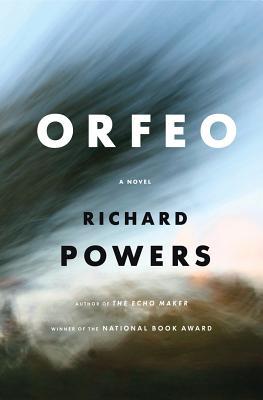 ORFEO
A NOVEL
RICHARD
POWERS
AUTHOR OF THE ECHO MAKER
WINNER OF THE NATIONAL BOOK AWARD